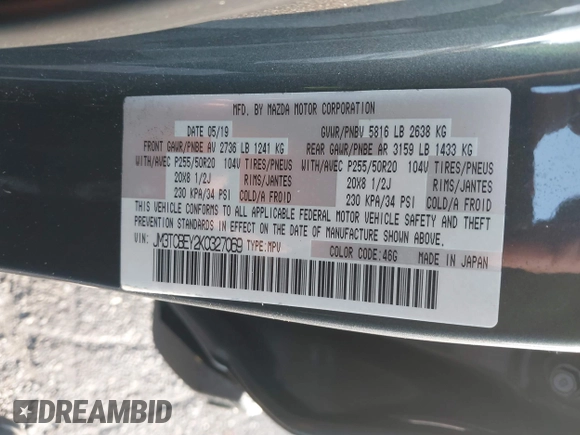 MFD. BY MAZDA MOTOR CORPORATION
DATE 05/19 GVWR/PNBV 5816 LB 2638 KG
FRONT GAWR/PNBE AV 2736 LB 1241 KG REAR GAWR/PNBE AR 3159 LB 1433 KG
WITH/AVEC P255/50R20 104V TIRES/PNEUS WITH/AVEC P255/50R20 104V TIRES/PNEUS
20X8 1/2J RIMS/JANTES 20X8 1/2J RIMS/JANTES
230 KPA/34 PSI COLD/A FROID 230 KPA/34 PSI COLD/A FROID
THIS VEHICLE CONFORMS TO ALL APPLICABLE FEDERAL MOTOR VEHICLE SAFETY AND THEFT
PREVENTION STANDARDS IN EFFECT ON THE DATE OF MANUFACTURE SHOWN ABOVE.
VIN: JM3TCBEY2K0327069 TYPE:MPV COLOR CODE:46G MADE IN JAPAN
DREAMBID